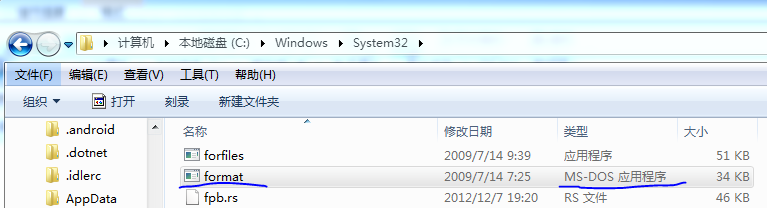 计算机 ▸ 本地磁盘 (C:) ▸ Windows ▸ System32 ▸
文件(F) 编辑(E) 查看(V) 工具(T) 帮助(H)
组织 打开 刻录 新建文件夹
.android
.dotnet
.idlerc
AppData
名称 修改日期 类型 大小
forfiles 2009/7/14 9:39 应用程序 51 KB
format 2009/7/14 7:25 MS-DOS 应用程序 34 KB
fpb.rs 2012/12/7 19:20 RS 文件 46 KB